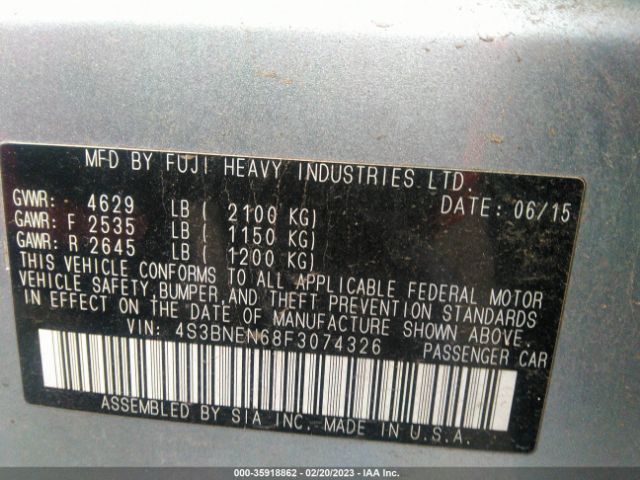 MFD BY FUJI HEAVY INDUSTRIES LTD.
DATE: 06/15
GVWR: 4629 LB ( 2100 KG)
GAWR: F 2535 LB ( 1150 KG)
GAWR: R 2645 LB ( 1200 KG)
THIS VEHICLE CONFORMS TO ALL APPLICABLE FEDERAL MOTOR
VEHICLE SAFETY,BUMPER,AND THEFT PREVENTION STANDARDS
IN EFFECT ON THE DATE OF MANUFACTURE SHOWN ABOVE.
VIN: 4S3BNEN68F3074326 PASSENGER CAR
ASSEMBLED BY SIA INC. MADE IN U.S.A.
000-35918862 — 02/20/2023 — IAAI.COM